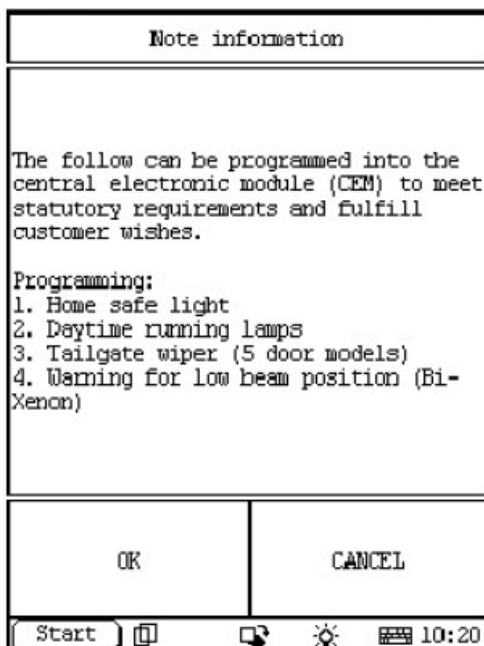 Note information
The follow can be programmed into the
central electronic module (CEM) to meet
statutory requirements and fulfill
customer wishes.
Programming:
1. Home safe light
2. Daytime running lamps
3. Tailgate wiper (5 door models)
4. Warning for low beam position (Bi-
Xenon)
OK
CANCEL
Start
10:20